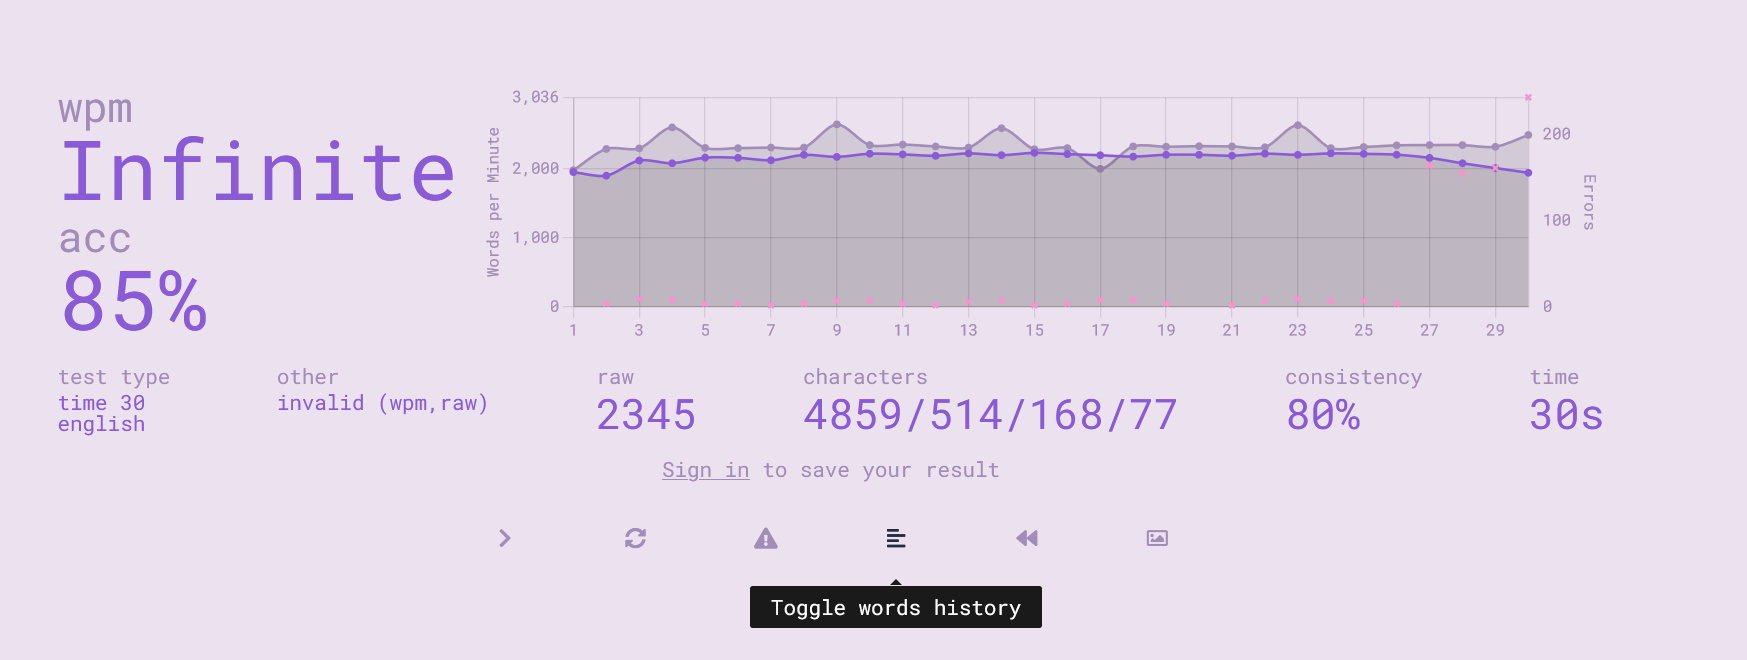 wpm
Infinite
acc
85%
3,036
2,000
1,000
0
Words per Minute
200
100
0
Errors
1 3 5 7 9 11 13 15 17 19 21 23 25 27 29
test type
time 30
english
other
invalid (wpm,raw)
raw
2345
characters
4859/514/168/77
consistency
80%
time
30s
Sign in to save your result
Toggle words history